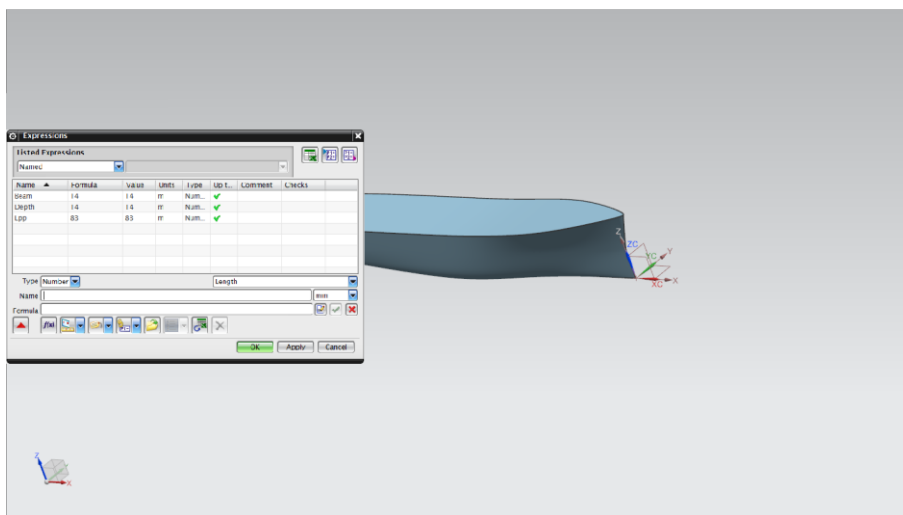 Expressions
Listed Expressions
Named
Name Formula Value Units Type Up t... Comment Checks
Beam 14 14 m Num...
Depth 14 14 m Num...
Lpp 83 83 m Num...
Type Number Length
Name mm
Formula
f(x)
OK Apply Cancel
Z
ZC
YC Y
XC X
Z
X